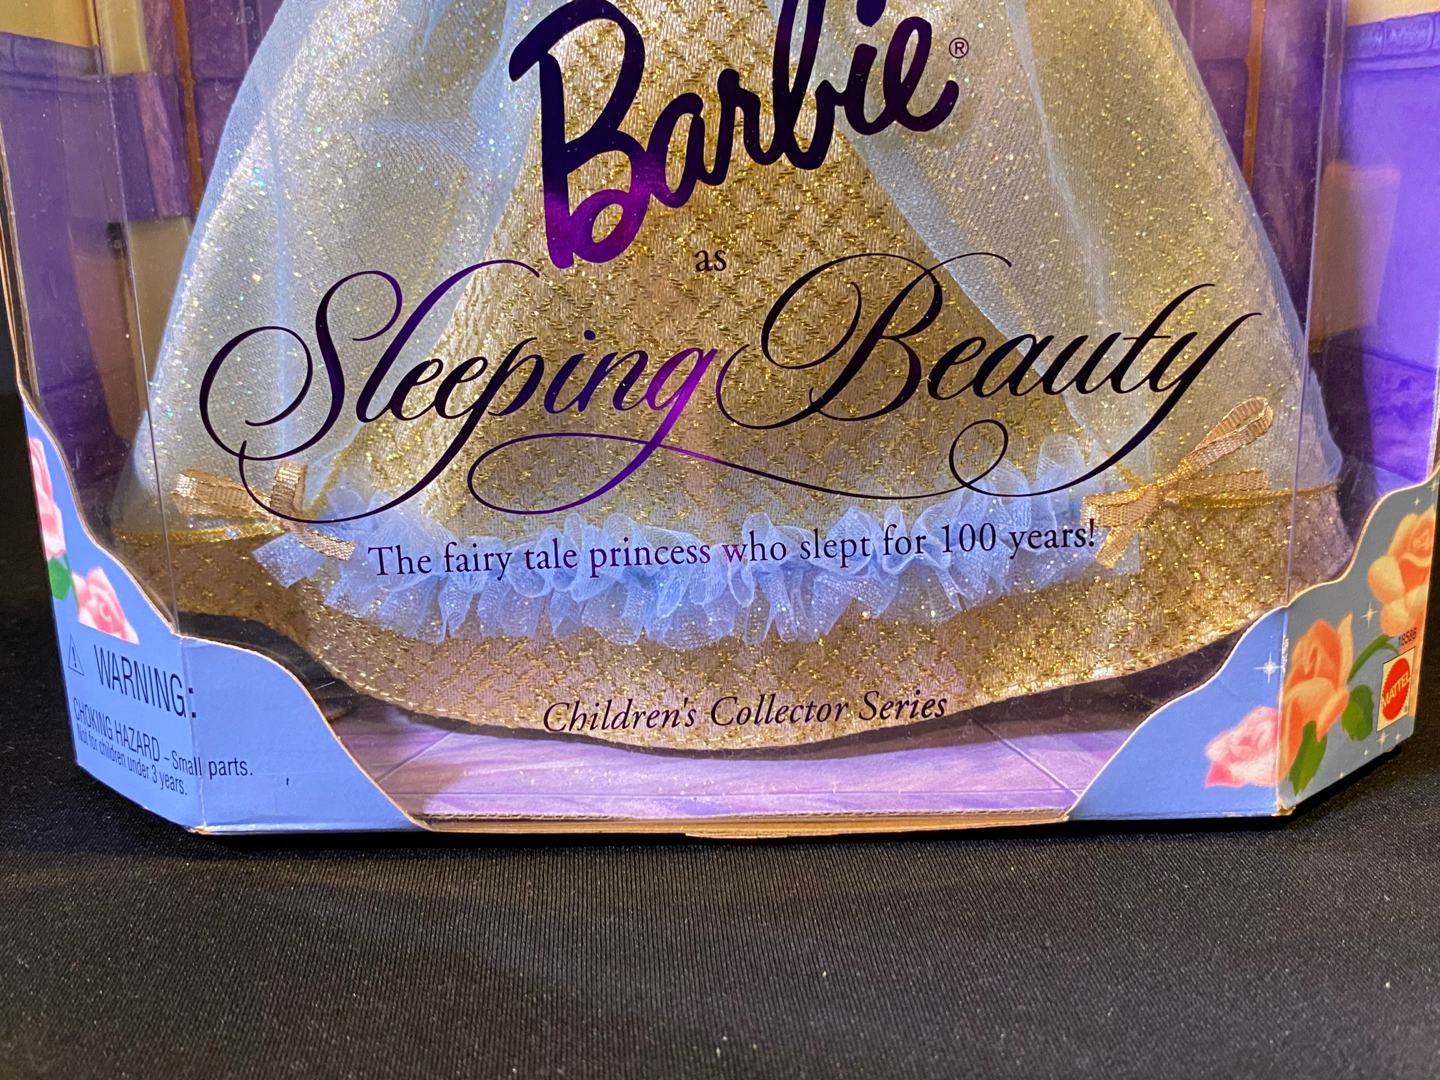 Barbie®
as
Sleeping Beauty
The fairy tale princess who slept for 100 years!
Children's Collector Series
WARNING:
CHOKING HAZARD - Small parts.
Not for children under 3 years.
18586
MATTEL